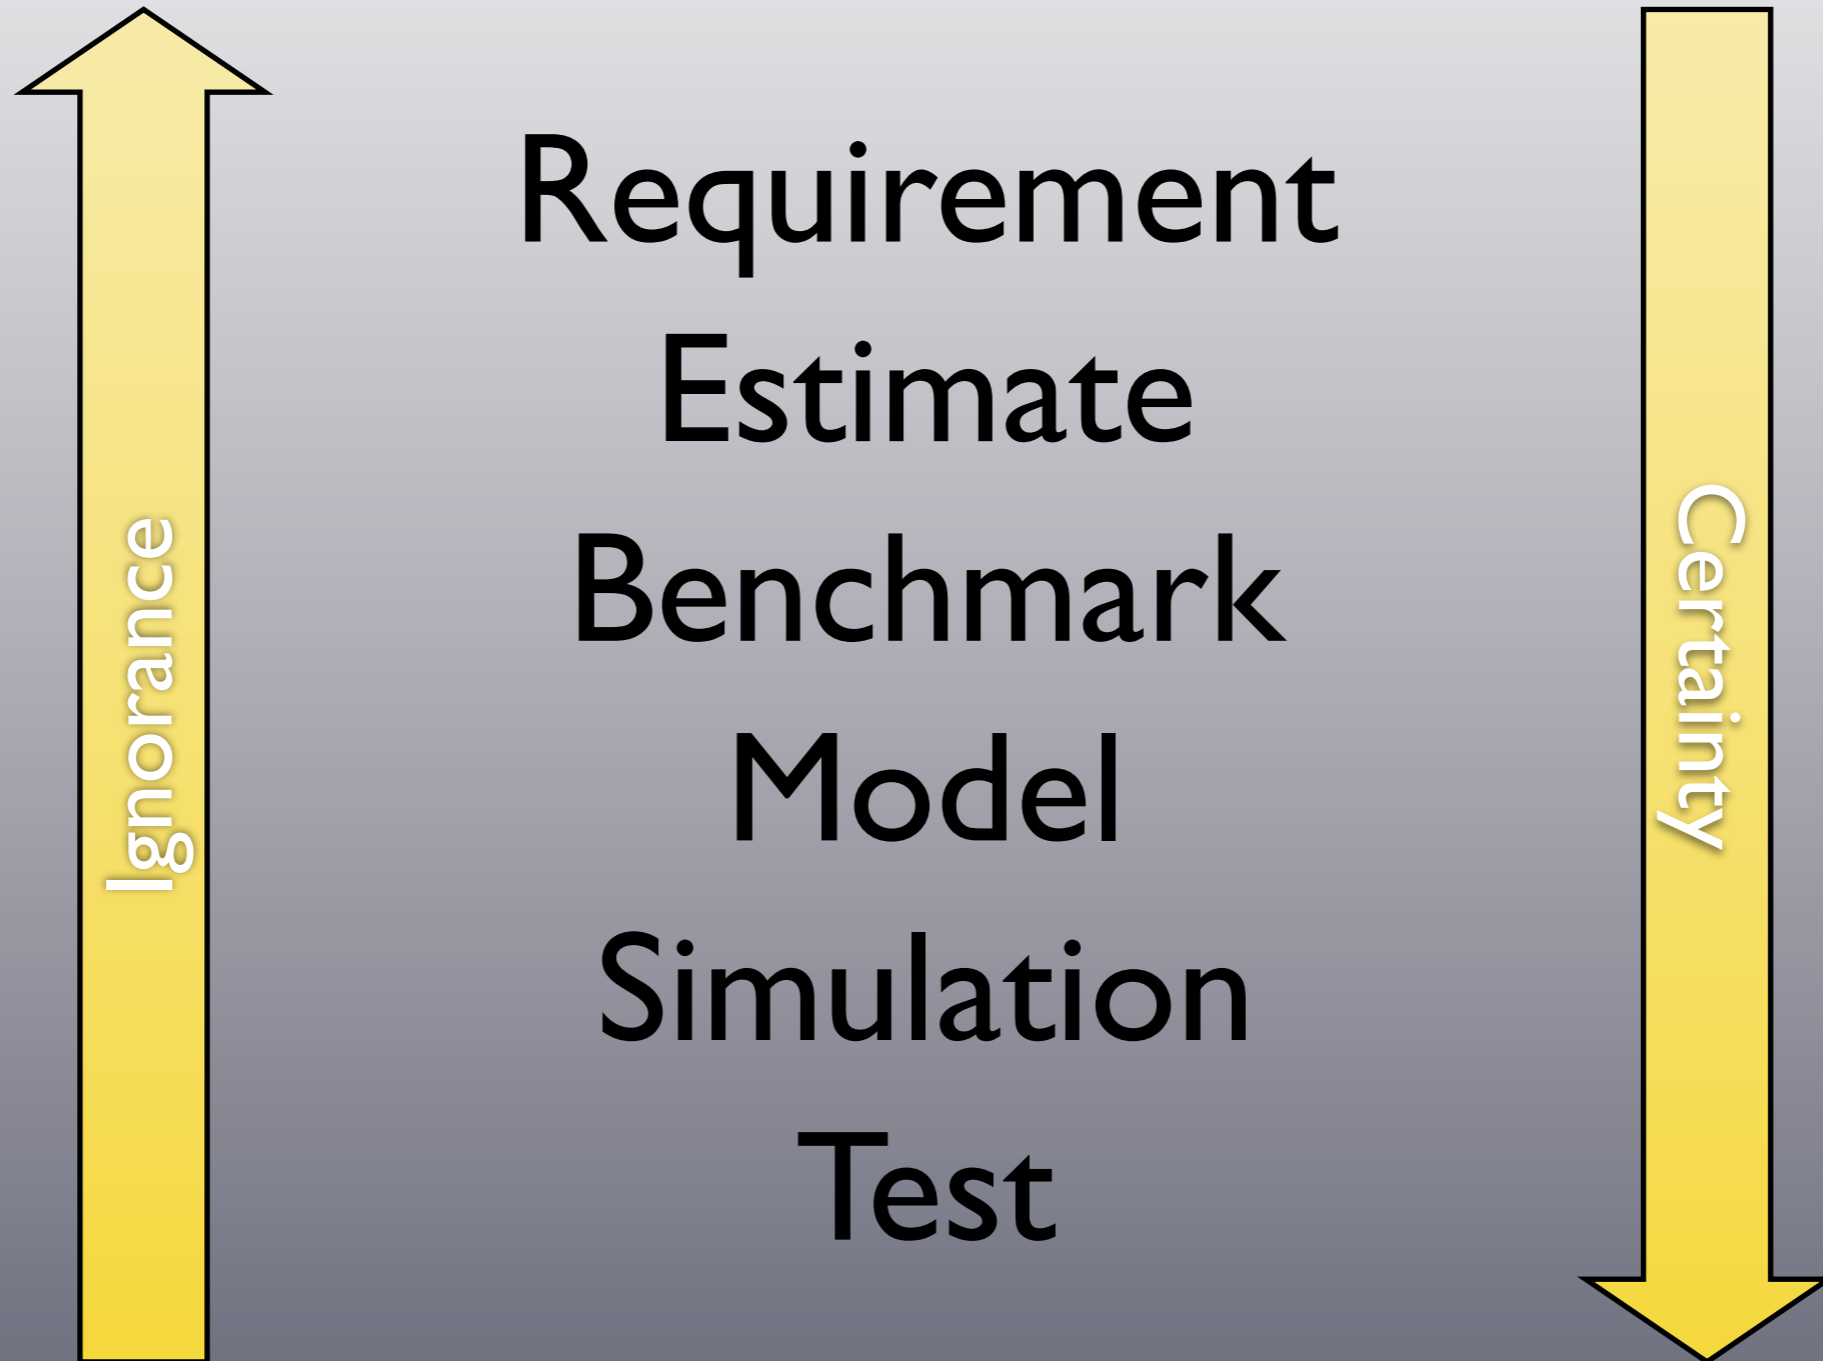 Ignorance
Requirement
Estimate
Benchmark
Model
Simulation
Test
Certainty